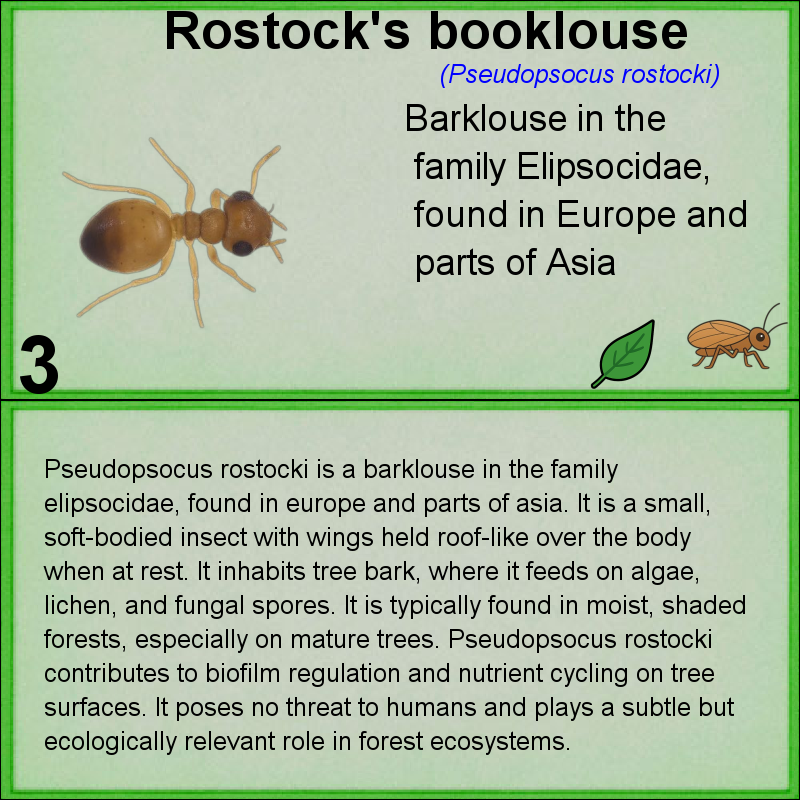 Rostock's booklouse
(Pseudopsocus rostocki)
Barklouse in the
family Elipsocidae,
found in Europe and
parts of Asia
3
Pseudopsocus rostocki is a barklouse in the family
elipsocidae, found in europe and parts of asia. It is a small,
soft-bodied insect with wings held roof-like over the body
when at rest. It inhabits tree bark, where it feeds on algae,
lichen, and fungal spores. It is typically found in moist, shaded
forests, especially on mature trees. Pseudopsocus rostocki
contributes to biofilm regulation and nutrient cycling on tree
surfaces. It poses no threat to humans and plays a subtle but
ecologically relevant role in forest ecosystems.